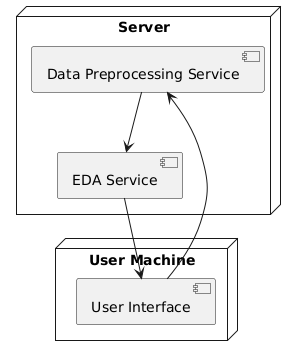 Server
Data Preprocessing Service
EDA Service
User Machine
User Interface